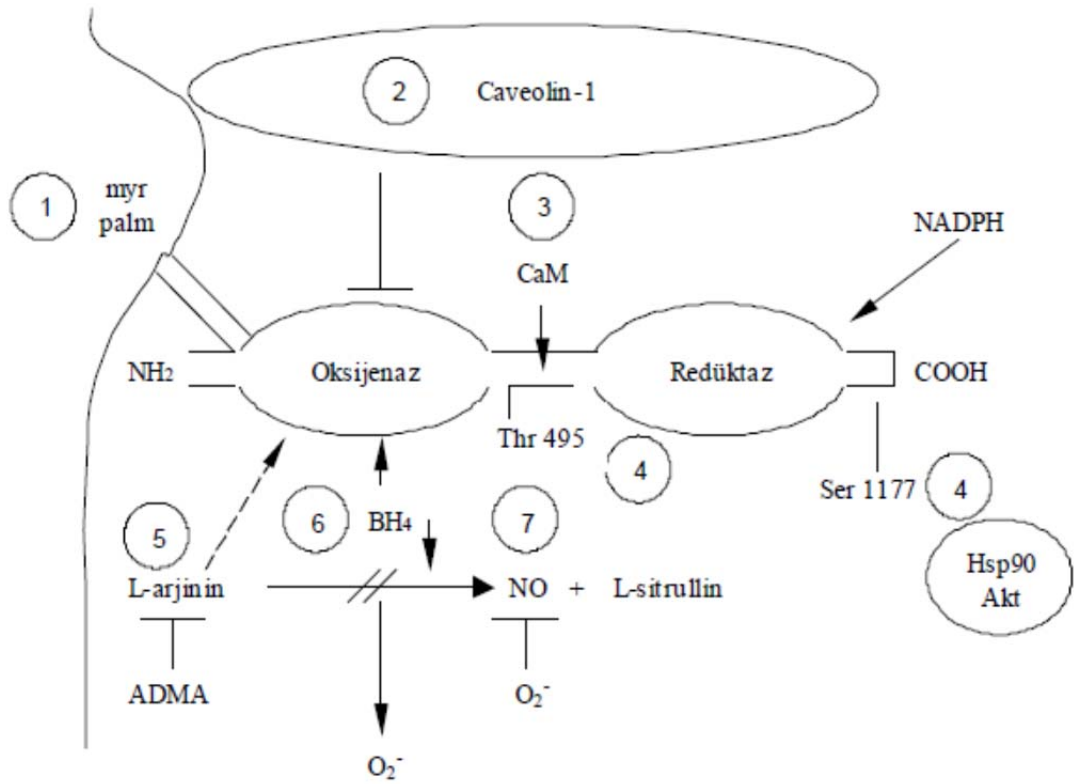 2 Caveolin-1
1 myr
palm
3
CaM
NADPH
NH₂ Oksijenaz Redüktaz COOH
Thr 495
4
Ser 1177 4
5 6 BH₄ 7
L-arjinin NO + L-sitrullin
Hsp90
Akt
ADMA O₂⁻
O₂⁻